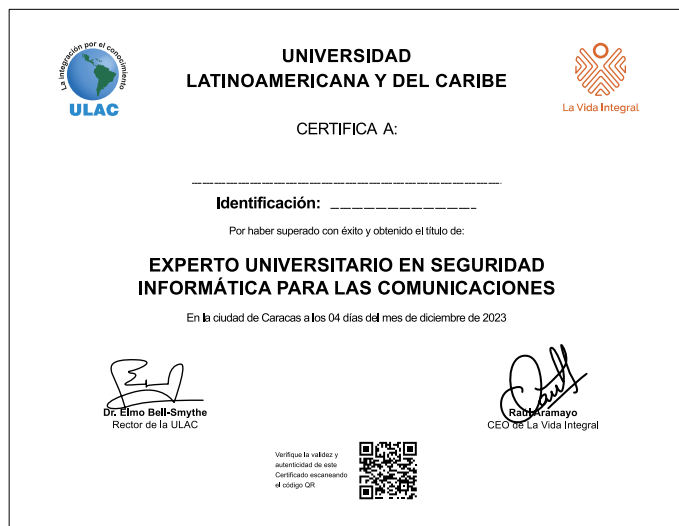 La integración por el conocimiento
ULAC
UNIVERSIDAD
LATINOAMERICANA Y DEL CARIBE
La Vida Integral
CERTIFICA A:
Identificación:
Por haber superado con éxito y obtenido el título de:
EXPERTO UNIVERSITARIO EN SEGURIDAD
INFORMÁTICA PARA LAS COMUNICACIONES
En la ciudad de Caracas a los 04 días del mes de diciembre de 2023
Dr. Elmo Bell-Smythe
Rector de la ULAC
Raúl Aramayo
CEO de La Vida Integral
Verifique la validez y
autenticidad de este
Certificado escaneando
el código QR